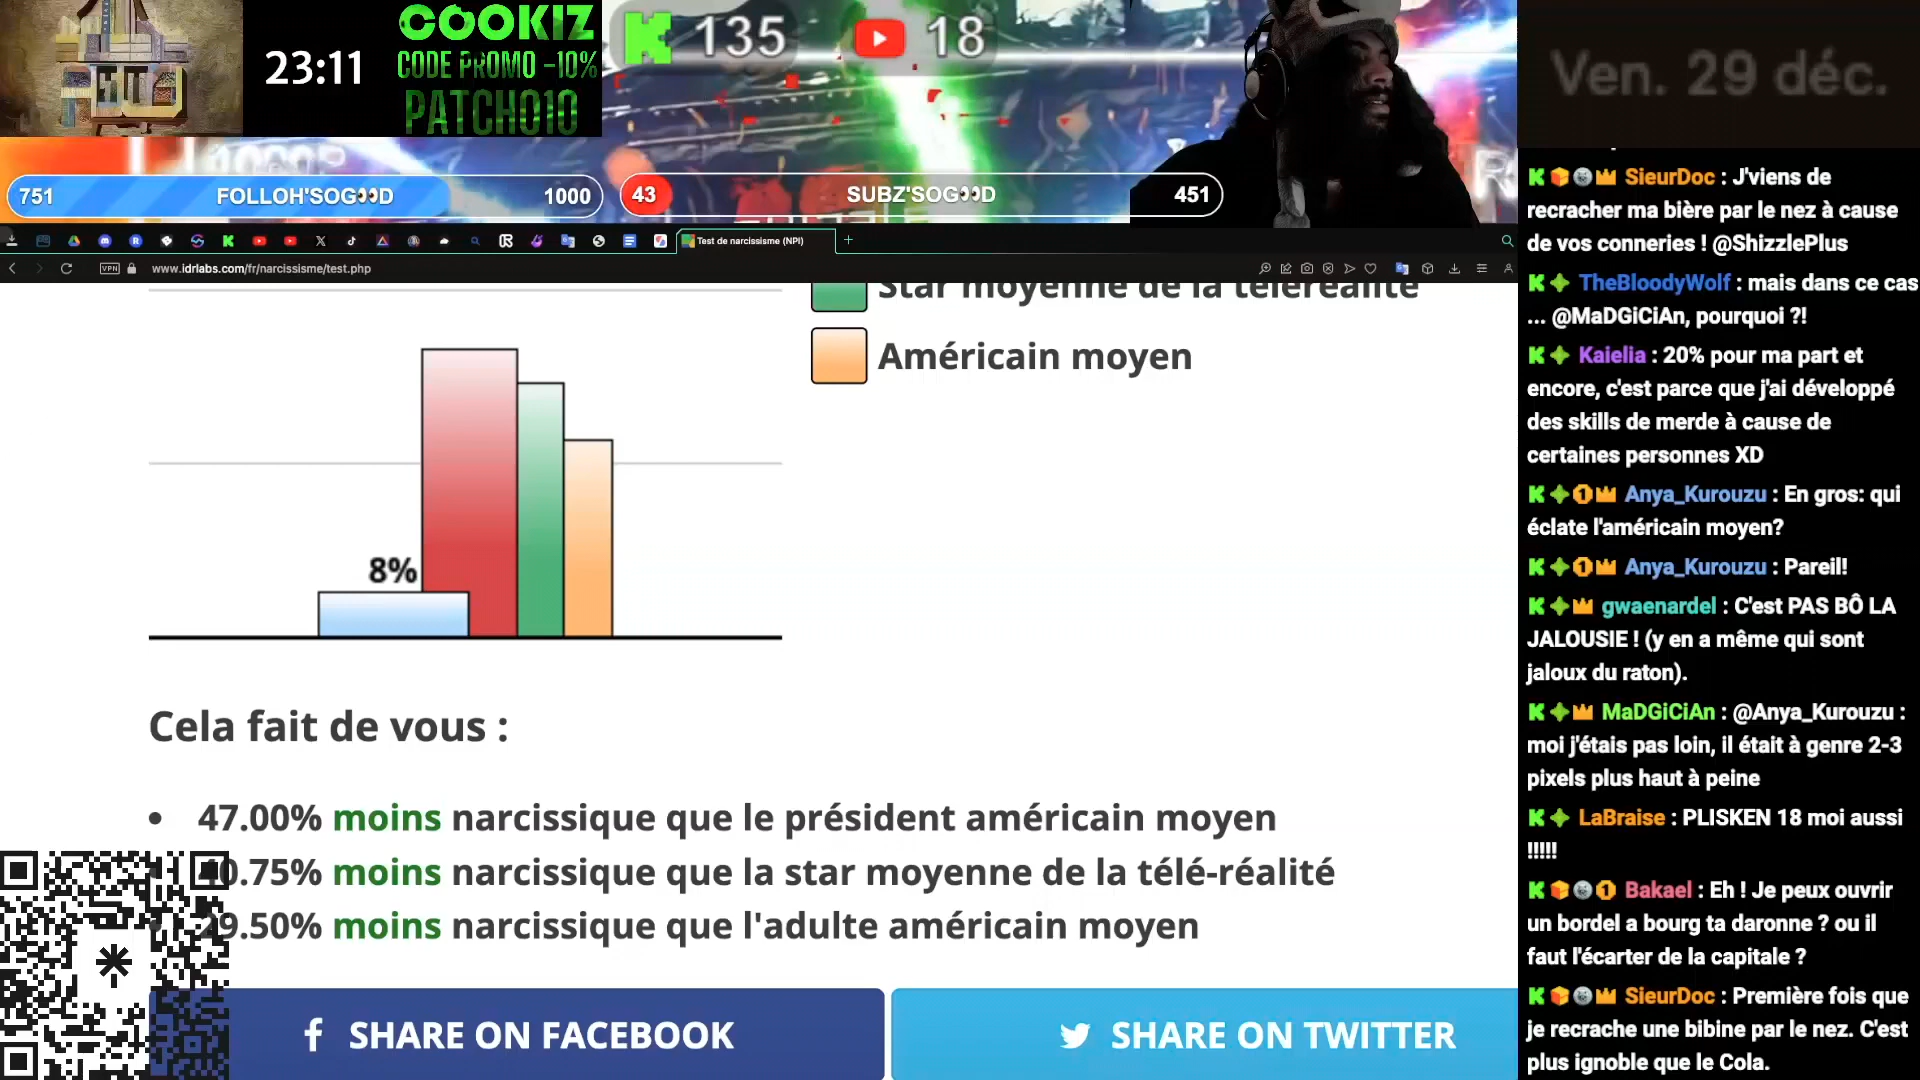 23:11
COOKIZ
CODE PROMO -10%
PATCHO10
135
18
Ven. 29 déc.
751 FOLLOH'SOG👀D 1000
43 SUBZ'SOG👀D 451
Test de narcissisme (NPI)
VPN www.idrlabs.com/fr/narcissisme/test.php
Star moyenne de la téléréalité
Américain moyen
8%
Cela fait de vous :
• 47.00% moins narcissique que le président américain moyen
40.75% moins narcissique que la star moyenne de la télé-réalité
29.50% moins narcissique que l'adulte américain moyen
SHARE ON FACEBOOK
SHARE ON TWITTER
SieurDoc : J'viens de
recracher ma bière par le nez à cause
de vos conneries ! @ShizzlePlus
TheBloodyWolf : mais dans ce cas
... @MaDGiCiAn, pourquoi ?!
Kaielia : 20% pour ma part et
encore, c'est parce que j'ai développé
des skills de merde à cause de
certaines personnes XD
Anya_Kurouzu : En gros: qui
éclate l'américain moyen?
Anya_Kurouzu : Pareil!
gwaenardel : C'est PAS BÔ LA
JALOUSIE ! (y en a même qui sont
jaloux du raton).
MaDGiCiAn : @Anya_Kurouzu :
moi j'étais pas loin, il était à genre 2-3
pixels plus haut à peine
LaBraise : PLISKEN 18 moi aussi
!!!!!
Bakael : Eh ! Je peux ouvrir
un bordel a bourg ta daronne ? ou il
faut l'écarter de la capitale ?
SieurDoc : Première fois que
je recrache une bibine par le nez. C'est
plus ignoble que le Cola.